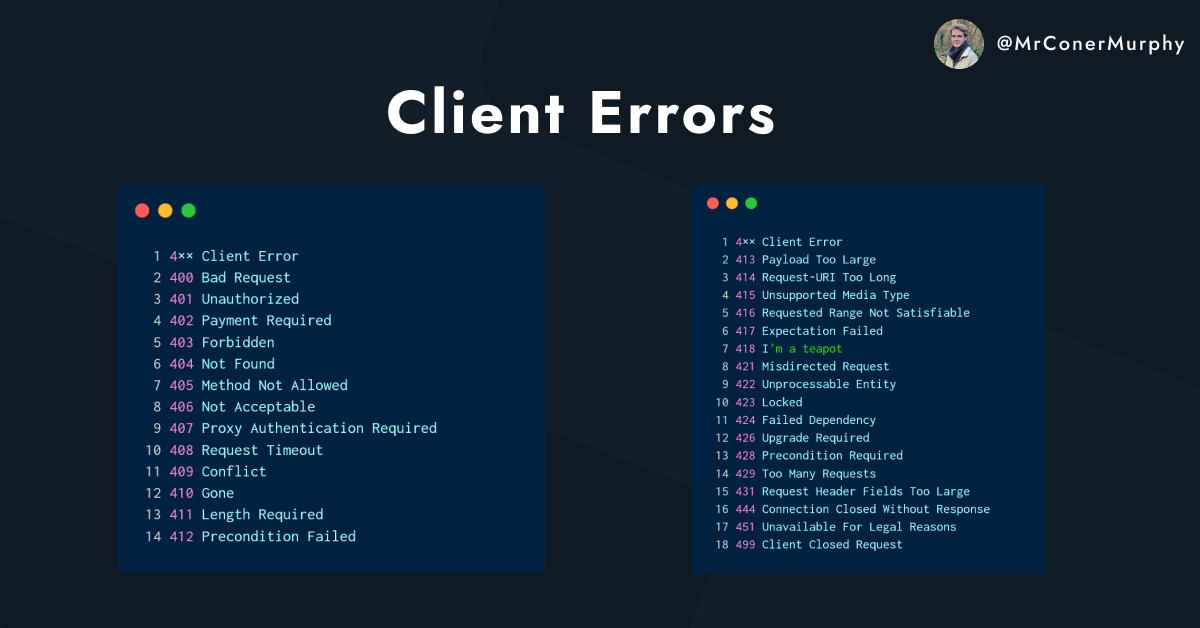 @MrConerMurphy
Client Errors
1 4×× Client Error
2 400 Bad Request
3 401 Unauthorized
4 402 Payment Required
5 403 Forbidden
6 404 Not Found
7 405 Method Not Allowed
8 406 Not Acceptable
9 407 Proxy Authentication Required
10 408 Request Timeout
11 409 Conflict
12 410 Gone
13 411 Length Required
14 412 Precondition Failed
1 4×× Client Error
2 413 Payload Too Large
3 414 Request-URI Too Long
4 415 Unsupported Media Type
5 416 Requested Range Not Satisfiable
6 417 Expectation Failed
7 418 I'm a teapot
8 421 Misdirected Request
9 422 Unprocessable Entity
10 423 Locked
11 424 Failed Dependency
12 426 Upgrade Required
13 428 Precondition Required
14 429 Too Many Requests
15 431 Request Header Fields Too Large
16 444 Connection Closed Without Response
17 451 Unavailable For Legal Reasons
18 499 Client Closed Request